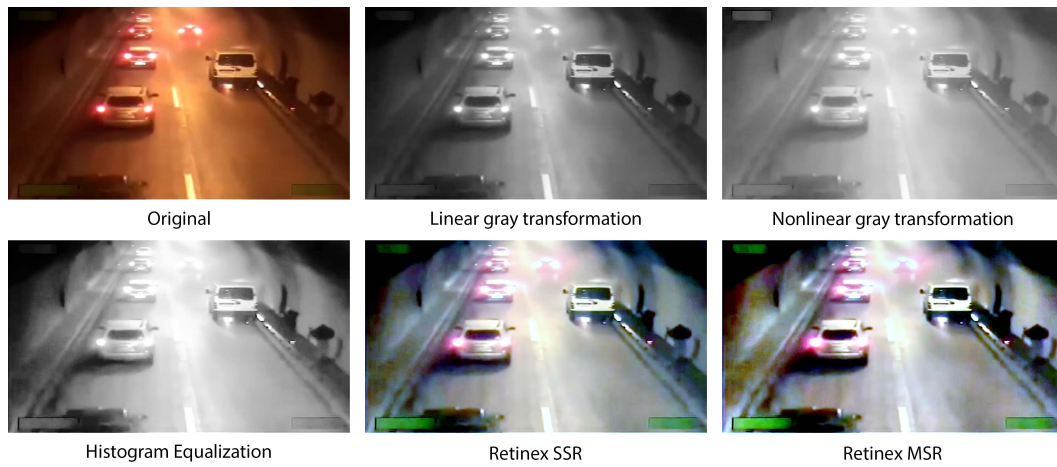 Original
Linear gray transformation
Nonlinear gray transformation
Histogram Equalization
Retinex SSR
Retinex MSR